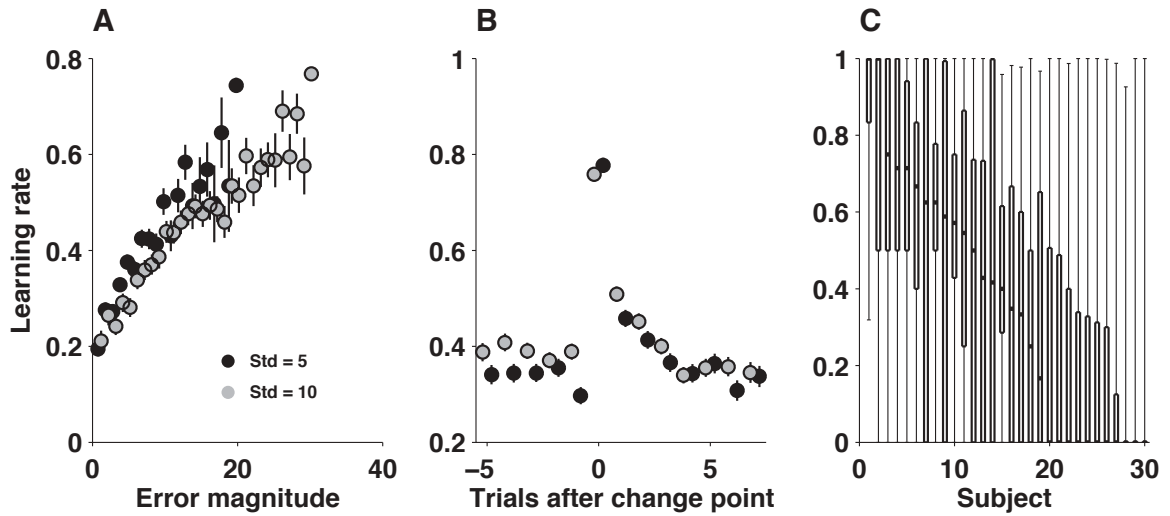 A
B
C
Learning rate
0.8
0.6
0.4
0.2
0
0
20
40
Error magnitude
Std = 5
Std = 10
1
0.8
0.6
0.4
0.2
−5
0
5
Trials after change point
1
0.8
0.6
0.4
0.2
0
0
10
20
30
Subject